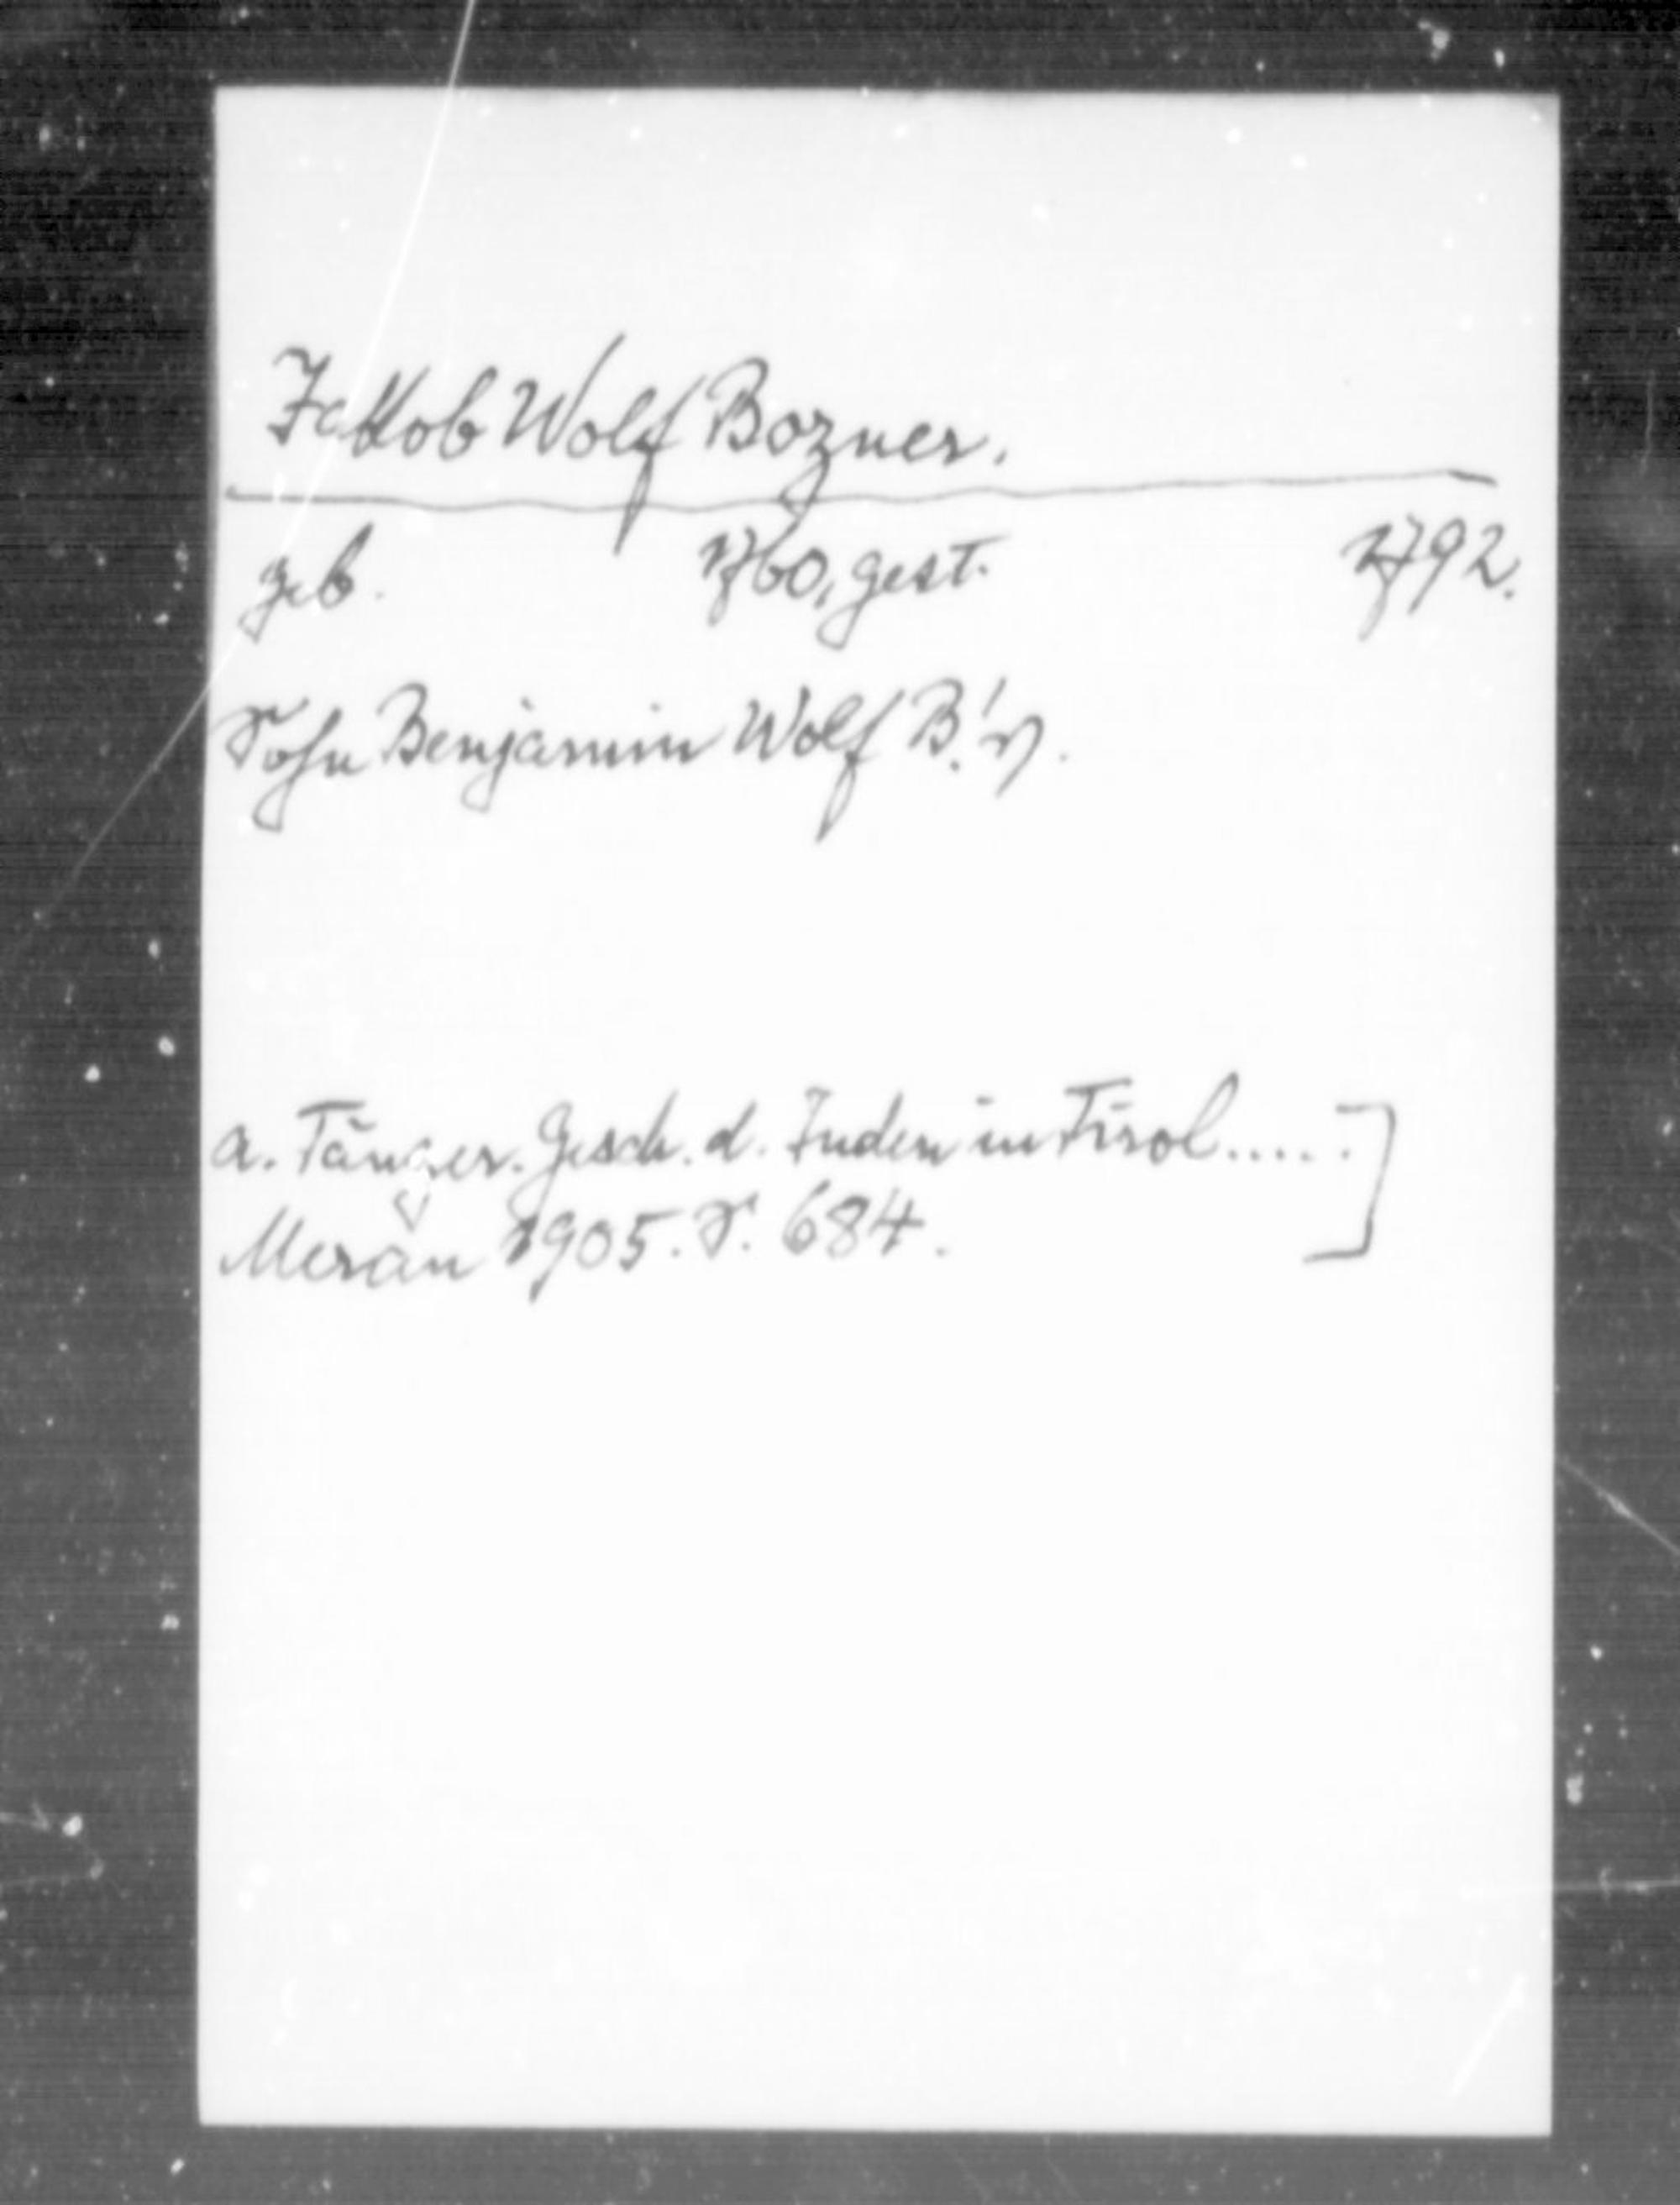 Jakob Wolf Bozner.
geb. 1760, gest. 1792.
Sohn Benjamin Wolf B.'s.
A. Tänzer. Gesch. d. Juden in Tirol.....]
Meran 1905. S. 684.